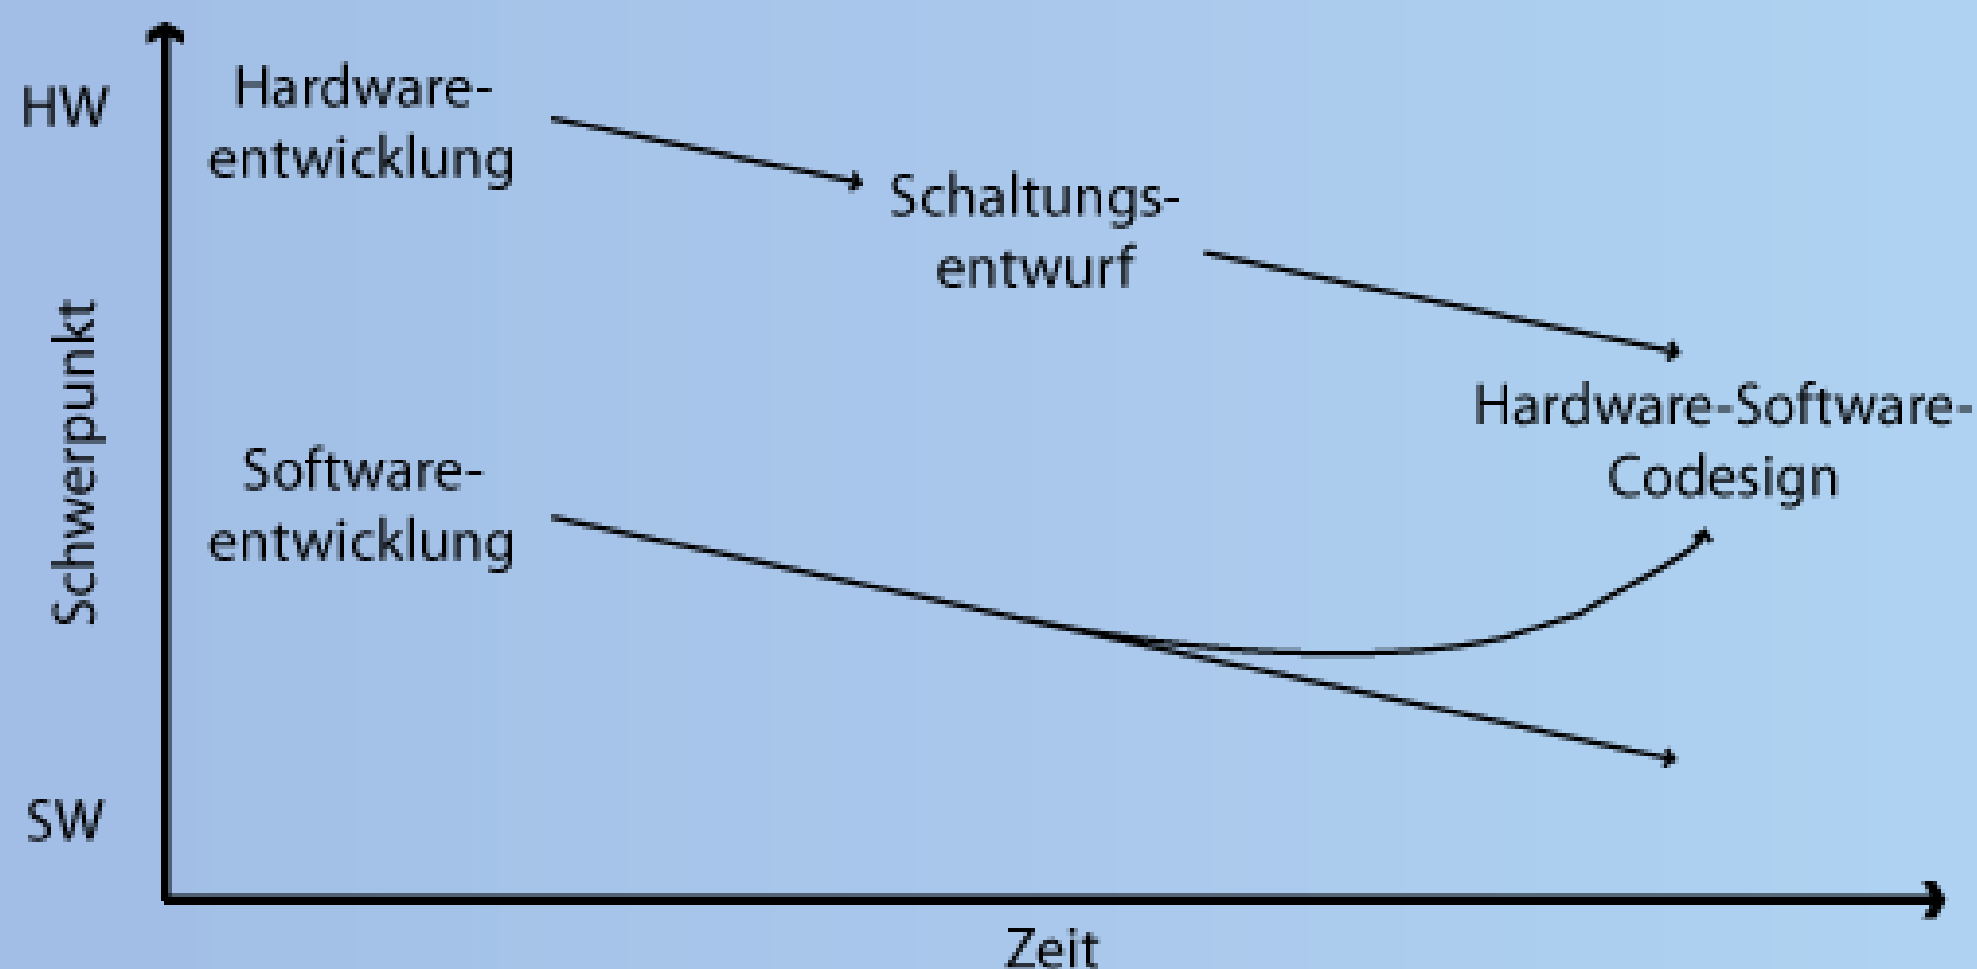 HW
Hardware-
entwicklung
Schaltungs-
entwurf
Hardware-Software-
Codesign
Schwerpunkt
Software-
entwicklung
SW
Zeit